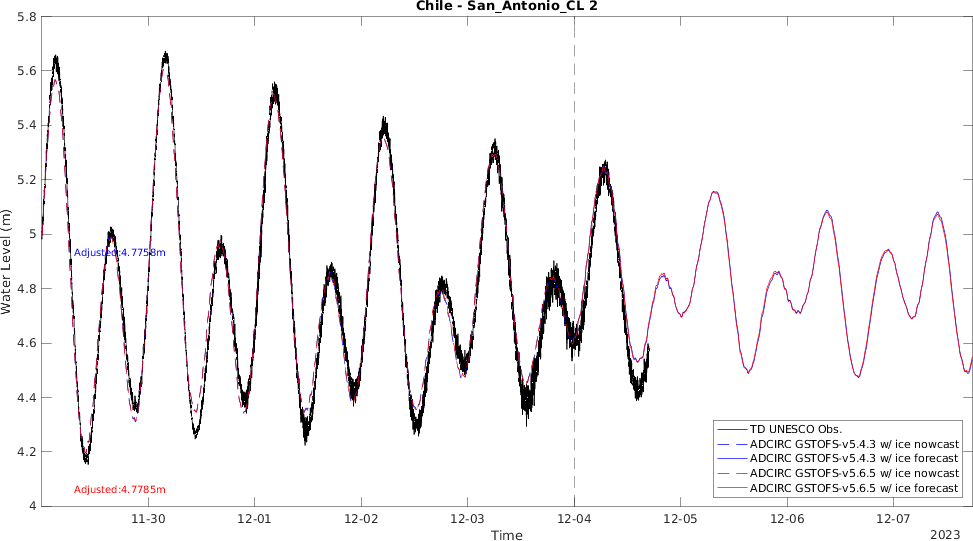 Chile - San_Antonio_CL 2
5.8
5.6
5.4
5.2
5
4.8
4.6
4.4
4.2
4
Water Level (m)
Adjusted:4.7758m
Adjusted:4.7785m
TD UNESCO Obs.
ADCIRC GSTOFS-v5.4.3 w/ ice nowcast
ADCIRC GSTOFS-v5.4.3 w/ ice forecast
ADCIRC GSTOFS-v5.6.5 w/ ice nowcast
ADCIRC GSTOFS-v5.6.5 w/ ice forecast
11-30 12-01 12-02 12-03 12-04 12-05 12-06 12-07
Time
2023